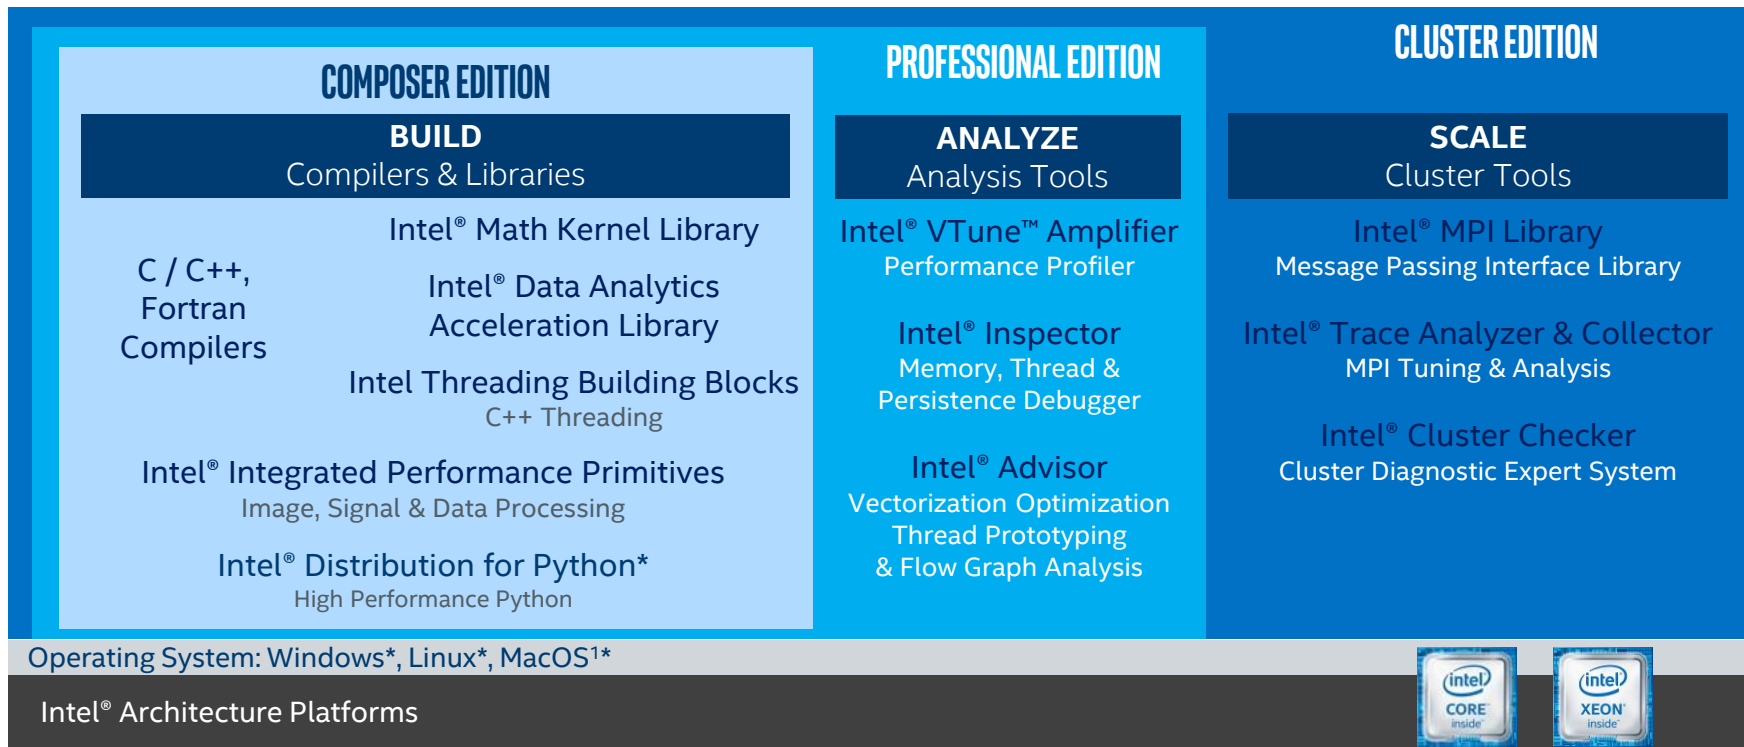 COMPOSER EDITION
BUILD
Compilers & Libraries
C / C++,
Fortran
Compilers
Intel® Math Kernel Library
Intel® Data Analytics
Acceleration Library
Intel Threading Building Blocks
C++ Threading
Intel® Integrated Performance Primitives
Image, Signal & Data Processing
Intel® Distribution for Python*
High Performance Python
PROFESSIONAL EDITION
ANALYZE
Analysis Tools
Intel® VTune™ Amplifier
Performance Profiler
Intel® Inspector
Memory, Thread &
Persistence Debugger
Intel® Advisor
Vectorization Optimization
Thread Prototyping
& Flow Graph Analysis
CLUSTER EDITION
SCALE
Cluster Tools
Intel® MPI Library
Message Passing Interface Library
Intel® Trace Analyzer & Collector
MPI Tuning & Analysis
Intel® Cluster Checker
Cluster Diagnostic Expert System
Operating System: Windows*, Linux*, MacOS¹*
Intel® Architecture Platforms
intel
CORE
inside™
intel
XEON®
inside™